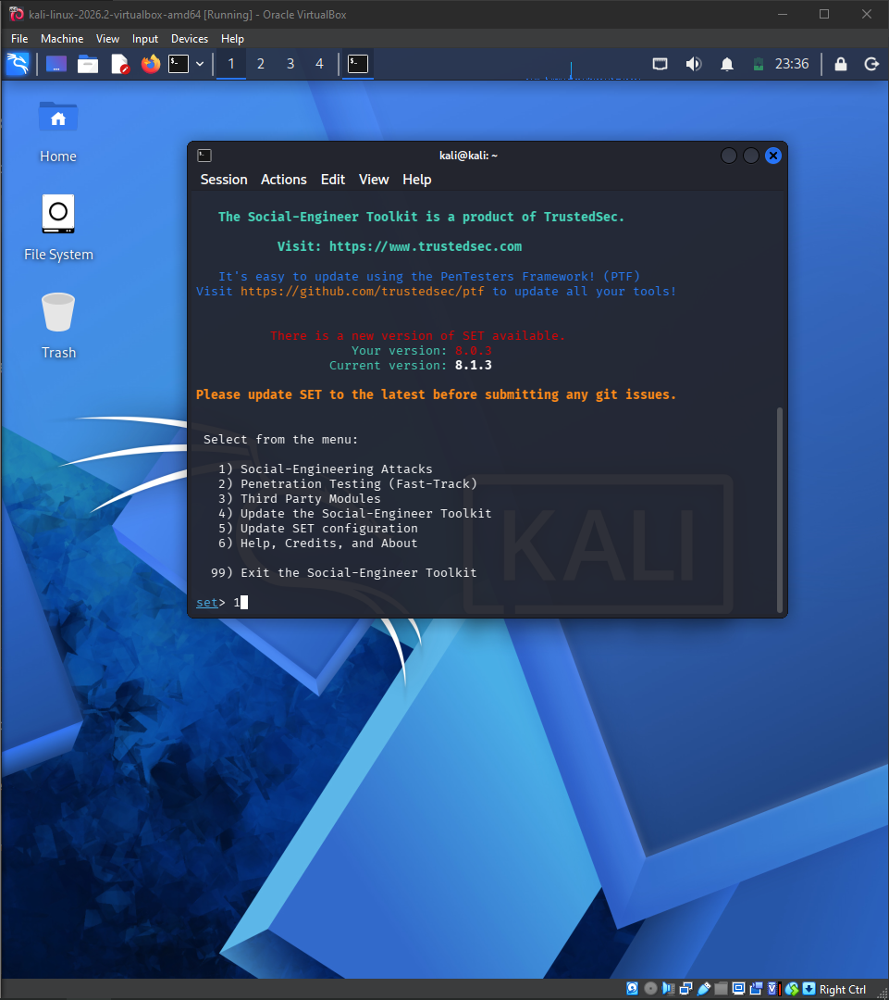 kali-linux-2026.2-virtualbox-amd64 [Running] - Oracle VirtualBox
File Machine View Input Devices Help
1 2 3 4 23:36
Home
File System
Trash
kali@kali: ~
Session Actions Edit View Help
The Social-Engineer Toolkit is a product of TrustedSec.
Visit: https://www.trustedsec.com
It's easy to update using the PenTesters Framework! (PTF)
Visit https://github.com/trustedsec/ptf to update all your tools!
There is a new version of SET available.
Your version: 8.0.3
Current version: 8.1.3
Please update SET to the latest before submitting any git issues.
Select from the menu:
1) Social-Engineering Attacks
2) Penetration Testing (Fast-Track)
3) Third Party Modules
4) Update the Social-Engineer Toolkit
5) Update SET configuration
6) Help, Credits, and About
99) Exit the Social-Engineer Toolkit
set> 1
KALI
Right Ctrl